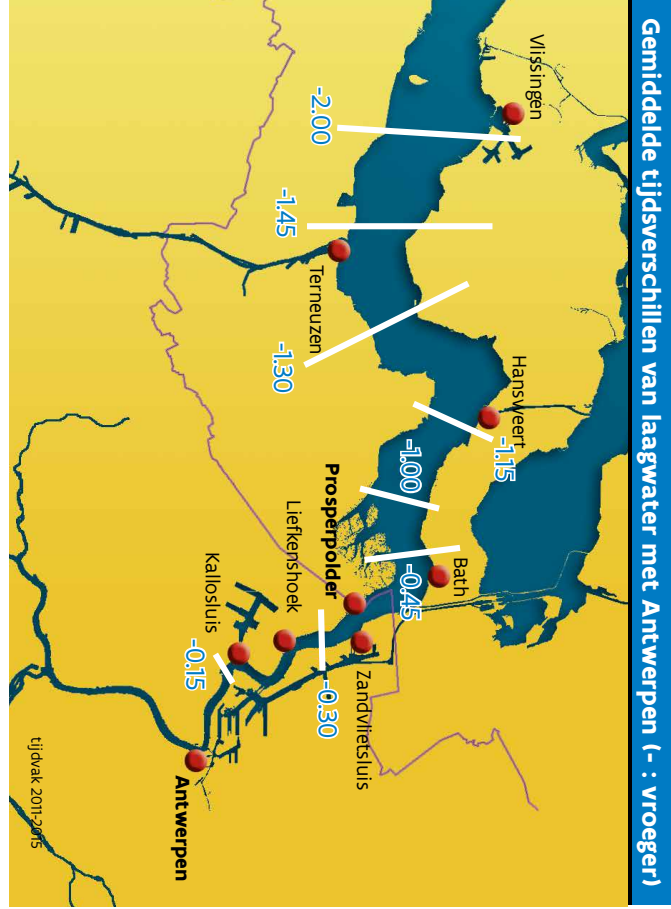 Gemiddelde tijdsverschillen van laagwater met Antwerpen (- : vroeger)
Vlissingen
-2.00
-1.45
Terneuzen
-1.30
Hansweert
-1.15
-1.00
Prosperpolder
Liefkenshoek
Kallosluis
Bath
-0.45
-0.30
Zandvlietsluis
-0.15
Antwerpen
tijdvak 2011-2015